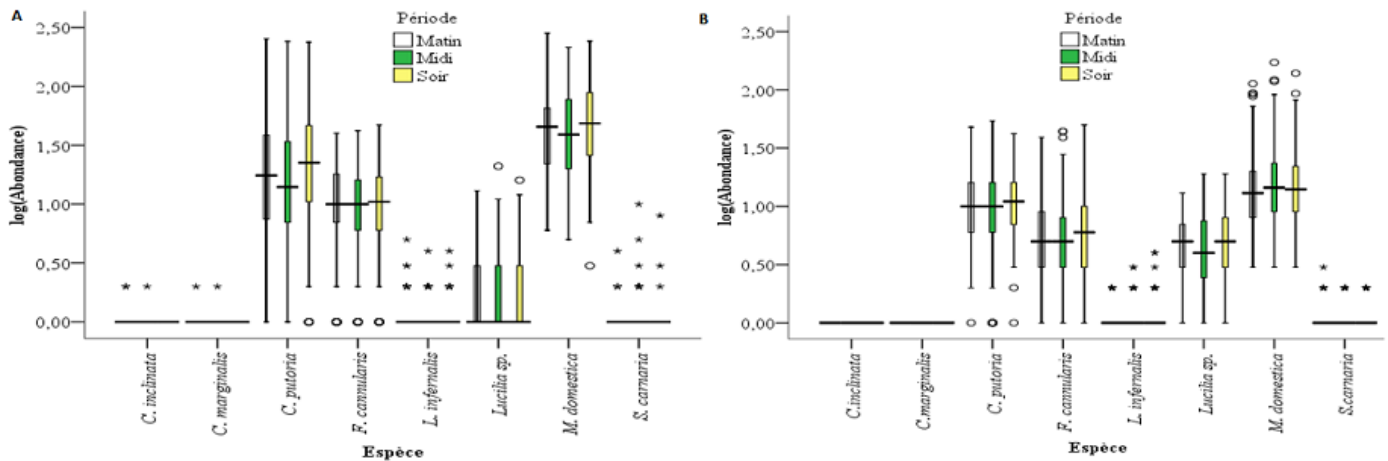 A
Période
Matin
Midi
Soir
2,50
2,00
1,50
1,00
0,50
0,00
log(Abondance)
C. inclinata
C. marginalis
C. putoria
F. cannularis
L. infernalis
Lucilia sp.
M. domestica
S. carnaria
Espèce
B
Période
Matin
Midi
Soir
2,50
2,00
1,50
1,00
0,50
0,00
log(Abondance)
C.inclinata
C.marginalis
C. putoria
F. cannularis
L. infernalis
Lucilia sp.
M. domestica
S.carnaria
Espèce